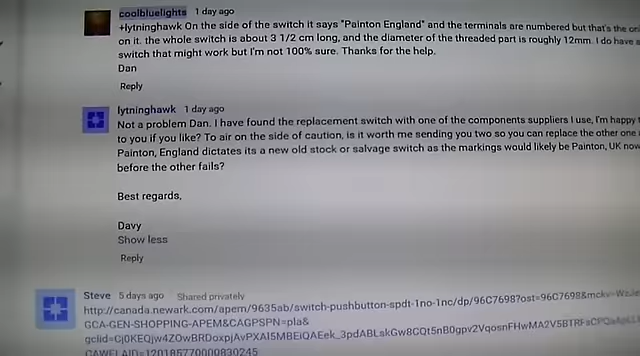 coolbluelights 1 day ago
+lytninghawk On the side of the switch it says "Painton England" and the terminals are numbered but that's the
on it. the whole switch is about 3 1/2 cm long, and the diameter of the threaded part is roughly 12mm. I do have a
switch that might work but I'm not 100% sure. Thanks for the help.
Dan
Reply
lytninghawk 1 day ago
Not a problem Dan. I have found the replacement switch with one of the components suppliers I use, I'm happy
to you if you like? To air on the side of caution, is it worth me sending you two so you can replace the other one
Painton, England dictates its a new old stock or salvage switch as the markings would likely be Painton, UK now
before the other fails?
Best regards,
Davy
Show less
Reply
Steve 5 days ago Shared privately
http://canada.newark.com/apem/9635ab/switch-pushbutton-spdt-1no-1nc/dp/96C7698?ost=96C7698&mckv=
GCA-GEN-SHOPPING-APEM&CAGPSPN=pla&